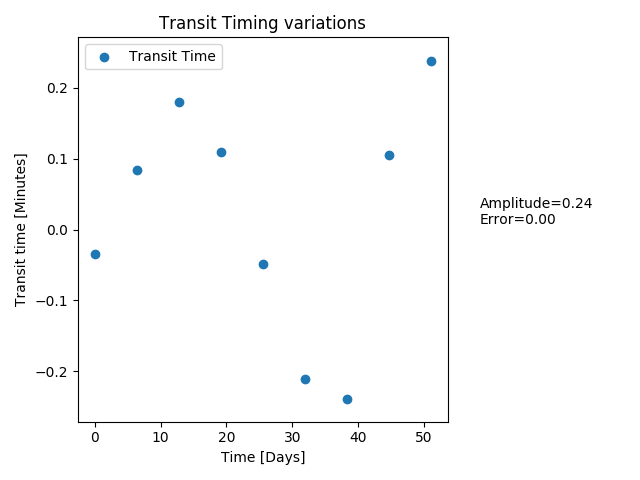 Transit Timing variations
Transit Time
Transit time [Minutes]
0.2
0.1
0.0
−0.1
−0.2
0 10 20 30 40 50
Time [Days]
Amplitude=0.24
Error=0.00